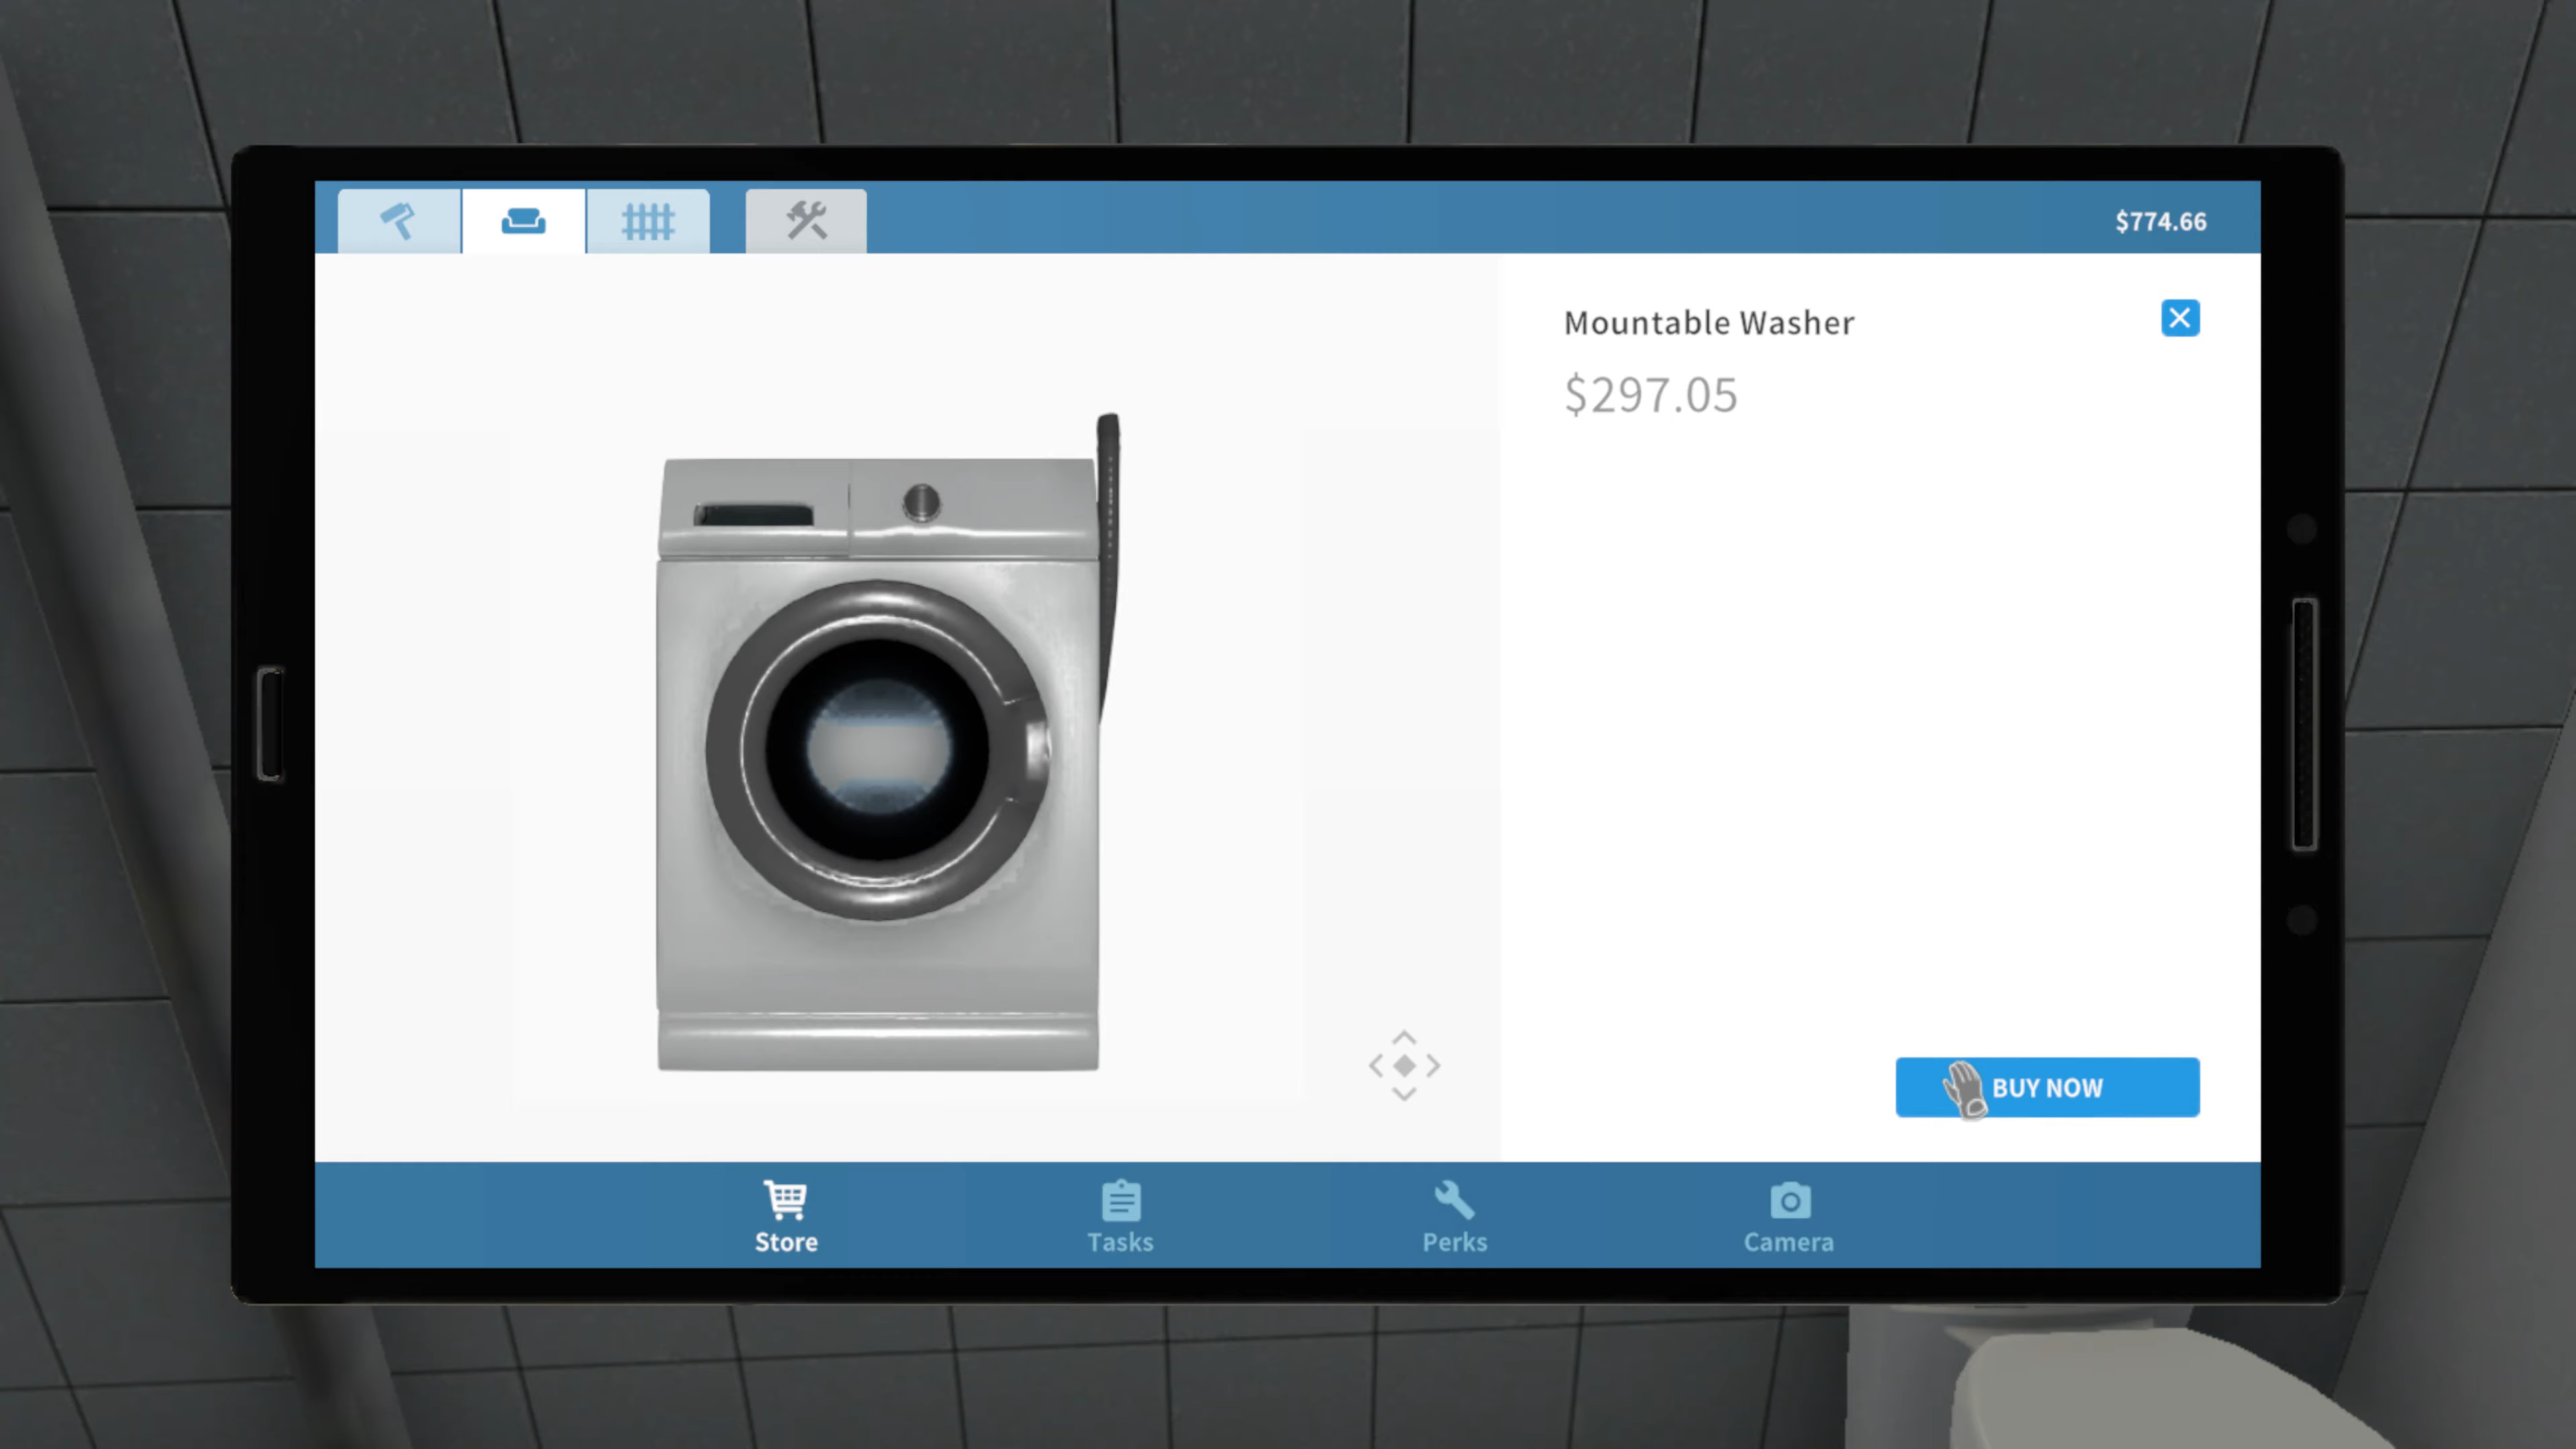 $774.66
Mountable Washer
$297.05
BUY NOW
Store
Tasks
Perks
Camera